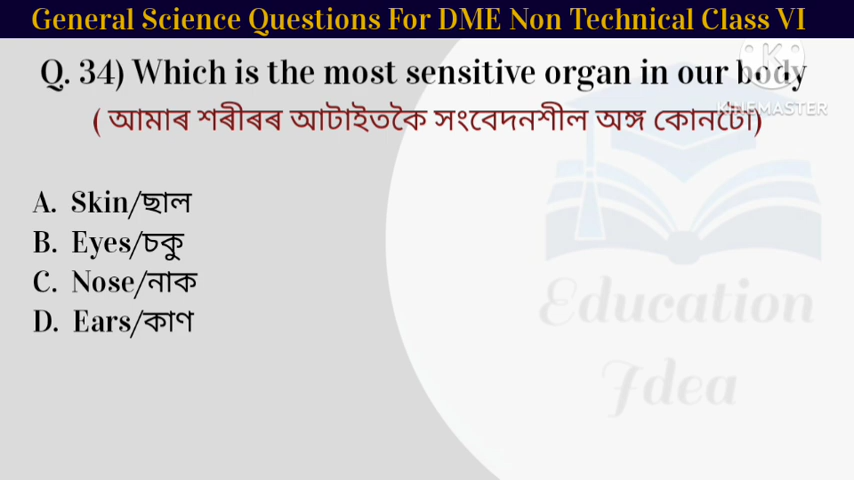 General Science Questions For DME Non Technical Class VI
Q. 34) Which is the most sensitive organ in our body
KINEMASTER
( আমাৰ শৰীৰৰ আটাইতকৈ সংবেদনশীল অঙ্গ কোনটো)
A. Skin/ছাল
B. Eyes/চকু
C. Nose/নাক
D. Ears/কাণ
Education
Idea